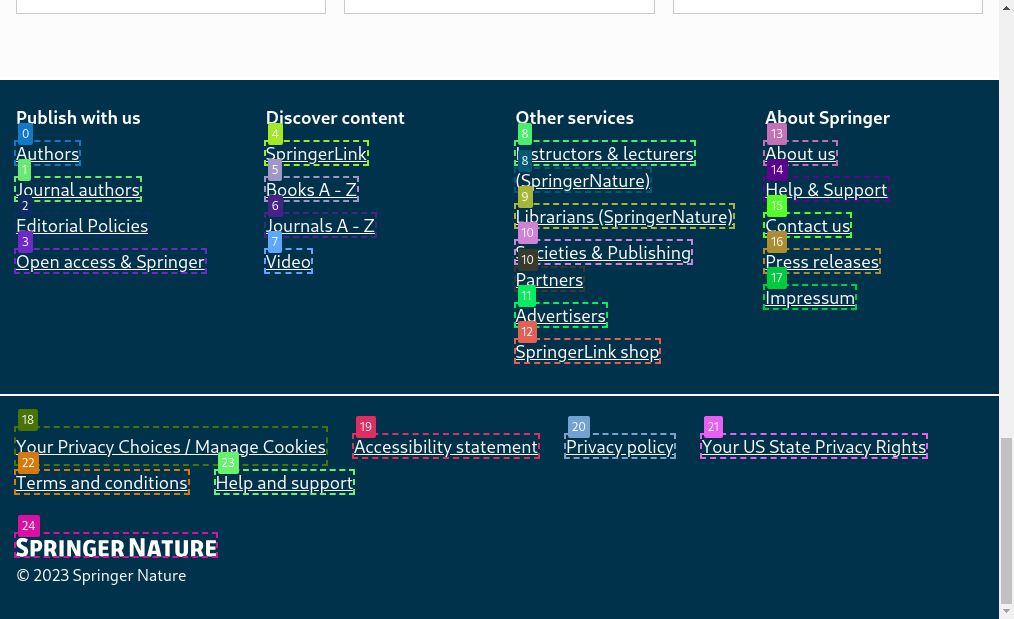 Publish with us
0
Authors
1
Journal authors
2
Editorial Policies
3
Open access & Springer
Discover content
4
SpringerLink
5
Books A - Z
6
Journals A - Z
7
Video
Other services
8
Instructors & lecturers
8
(SpringerNature)
9
Librarians (SpringerNature)
10
Societies & Publishing
10
Partners
11
Advertisers
12
SpringerLink shop
About Springer
13
About us
14
Help & Support
15
Contact us
16
Press releases
17
Impressum
18
Your Privacy Choices / Manage Cookies
19
Accessibility statement
20
Privacy policy
21
Your US State Privacy Rights
22
Terms and conditions
23
Help and support
24
SPRINGER NATURE
© 2023 Springer Nature